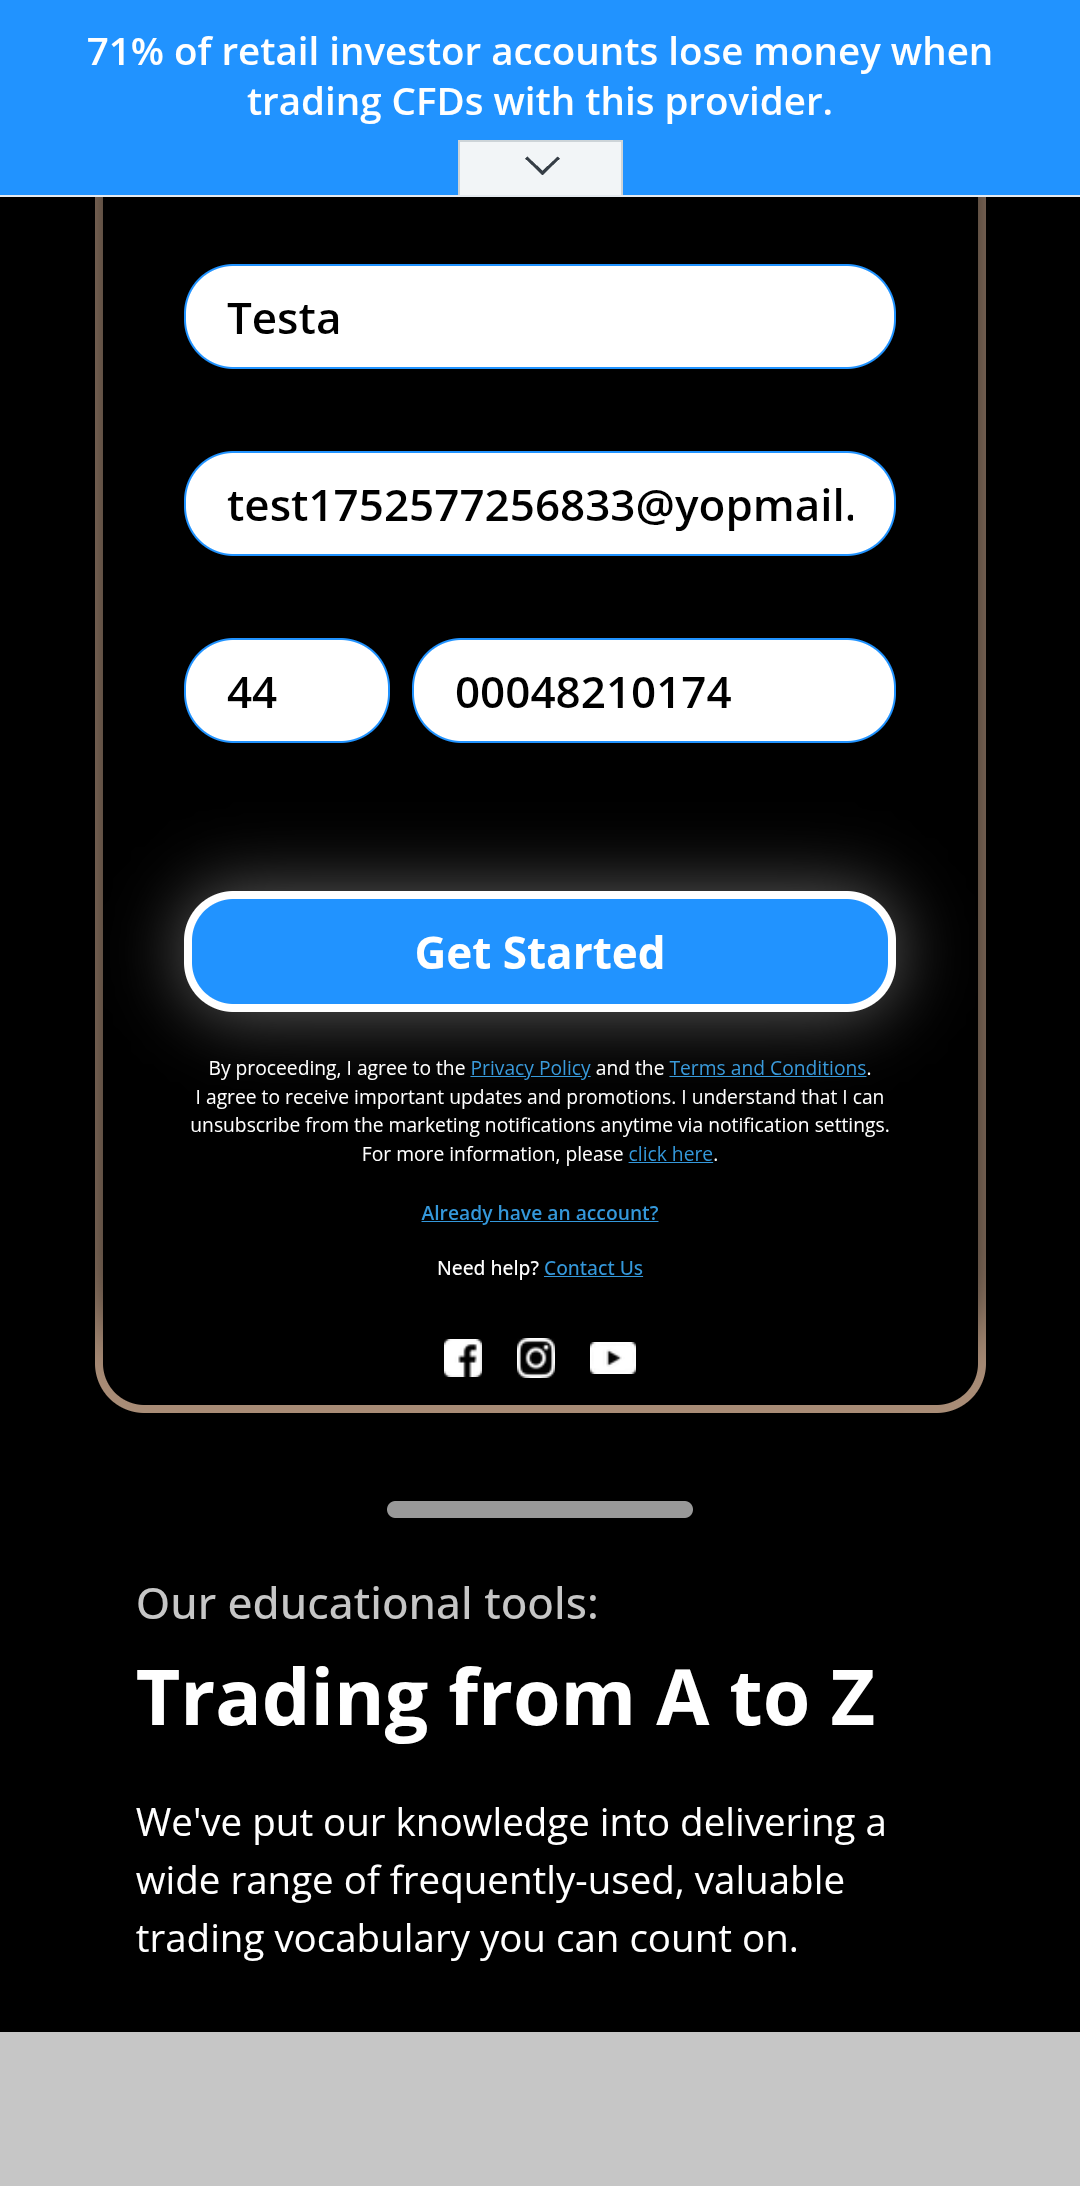 71% of retail investor accounts lose money when
trading CFDs with this provider.
Testa
test1752577256833@yopmail.
44
00048210174
Get Started
By proceeding, I agree to the Privacy Policy and the Terms and Conditions.
I agree to receive important updates and promotions. I understand that I can
unsubscribe from the marketing notifications anytime via notification settings.
For more information, please click here.
Already have an account?
Need help? Contact Us
Our educational tools:
Trading from A to Z
We've put our knowledge into delivering a
wide range of frequently-used, valuable
trading vocabulary you can count on.